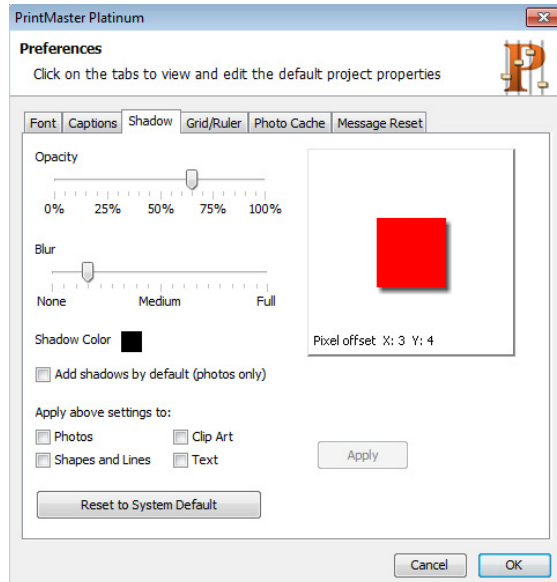 PrintMaster Platinum
Preferences
Click on the tabs to view and edit the default project properties
Font Captions Shadow Grid/Ruler Photo Cache Message Reset
Opacity
0% 25% 50% 75% 100%
Blur
None Medium Full
Shadow Color
Pixel offset X: 3 Y: 4
Add shadows by default (photos only)
Apply above settings to:
Photos Clip Art
Shapes and Lines Text
Apply
Reset to System Default
Cancel OK